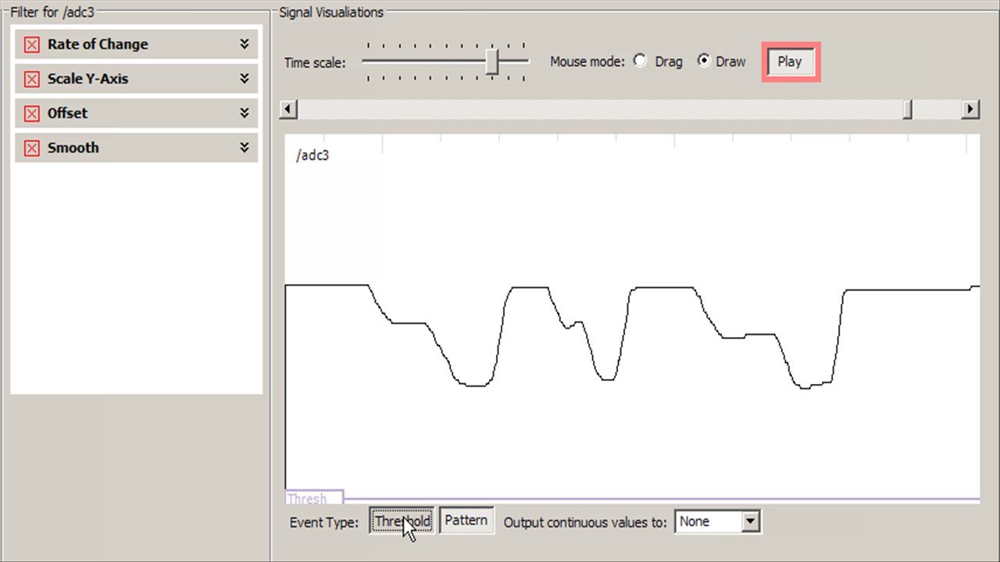 Filter for /adc3
Rate of Change
Scale Y-Axis
Offset
Smooth
Signal Visualiations
Time scale:
Mouse mode: Drag Draw Play
/adc3
Thresh
Event Type: Threshold Pattern Output continuous values to: None